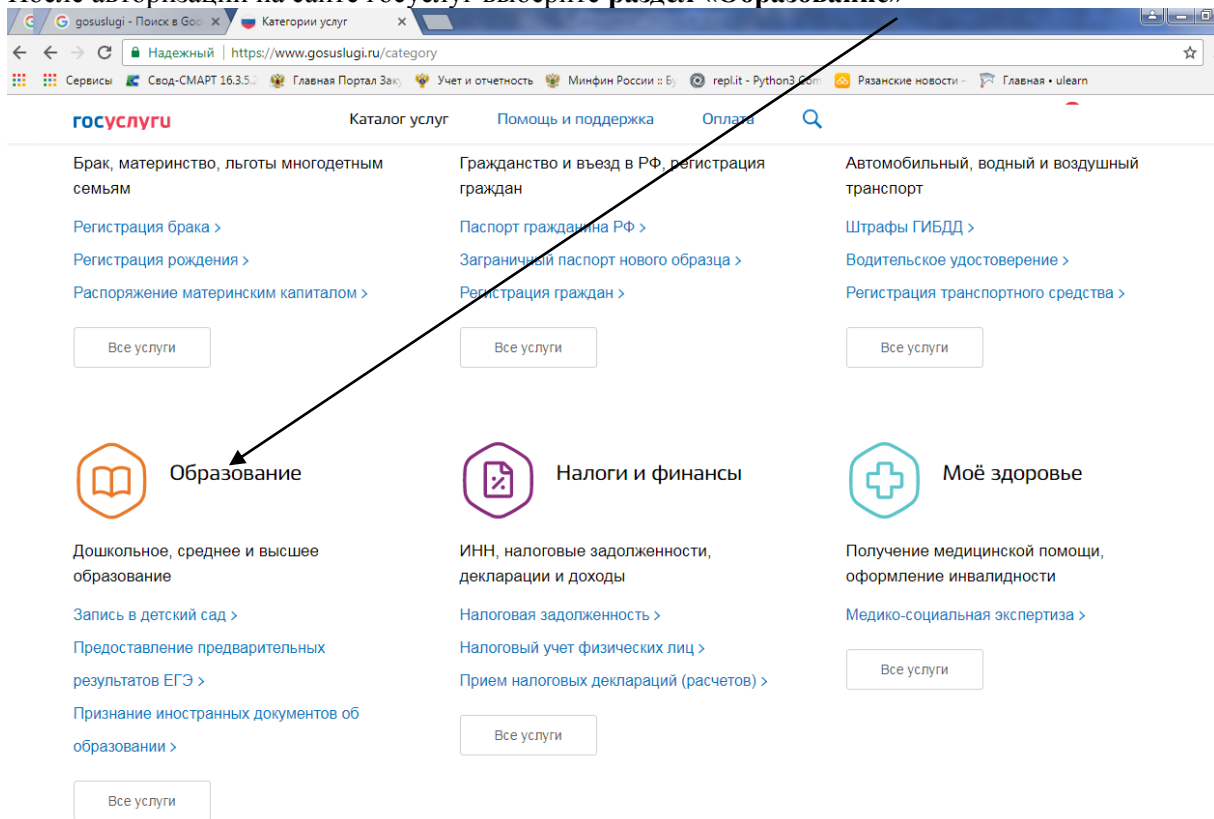 После авторизации на сайте госуслуг выберите раздел «Образование»
gosuslugi - Поиск в Goo
Категории услуг
Надежный | https://www.gosuslugi.ru/category
Сервисы Свод-СМАРТ 16.3.5.2 Главная Портал Заку Учет и отчетность Минфин России :: Бу repl.it - Python3 Com Рязанские новости - Главная • ulearn
госуслуги Каталог услуг Помощь и поддержка Оплата
Брак, материнство, льготы многодетным
семьям
Регистрация брака >
Регистрация рождения >
Распоряжение материнским капиталом >
Все услуги
Гражданство и въезд в РФ, регистрация
граждан
Паспорт гражданина РФ >
Заграничный паспорт нового образца >
Регистрация граждан >
Все услуги
Автомобильный, водный и воздушный
транспорт
Штрафы ГИБДД >
Водительское удостоверение >
Регистрация транспортного средства >
Все услуги
Образование
Дошкольное, среднее и высшее
образование
Запись в детский сад >
Предоставление предварительных
результатов ЕГЭ >
Признание иностранных документов об
образовании >
Все услуги
Налоги и финансы
ИНН, налоговые задолженности,
декларации и доходы
Налоговая задолженность >
Налоговый учет физических лиц >
Прием налоговых деклараций (расчетов) >
Все услуги
Моё здоровье
Получение медицинской помощи,
оформление инвалидности
Медико-социальная экспертиза >
Все услуги